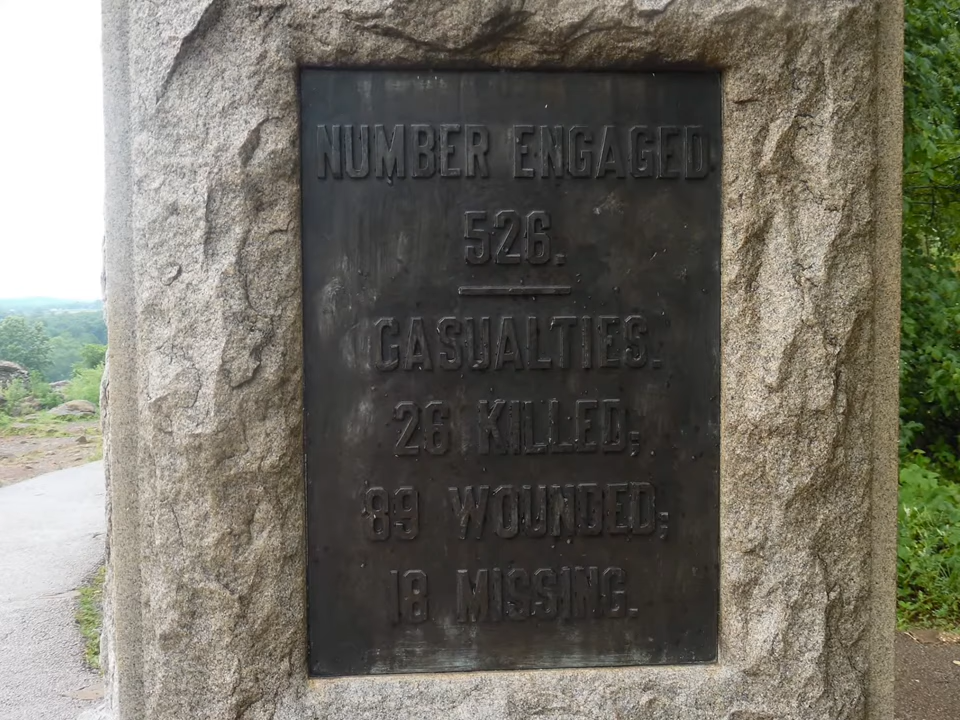 NUMBER ENGAGED
526.
CASUALTIES.
26 KILLED;
89 WOUNDED;
18 MISSING.